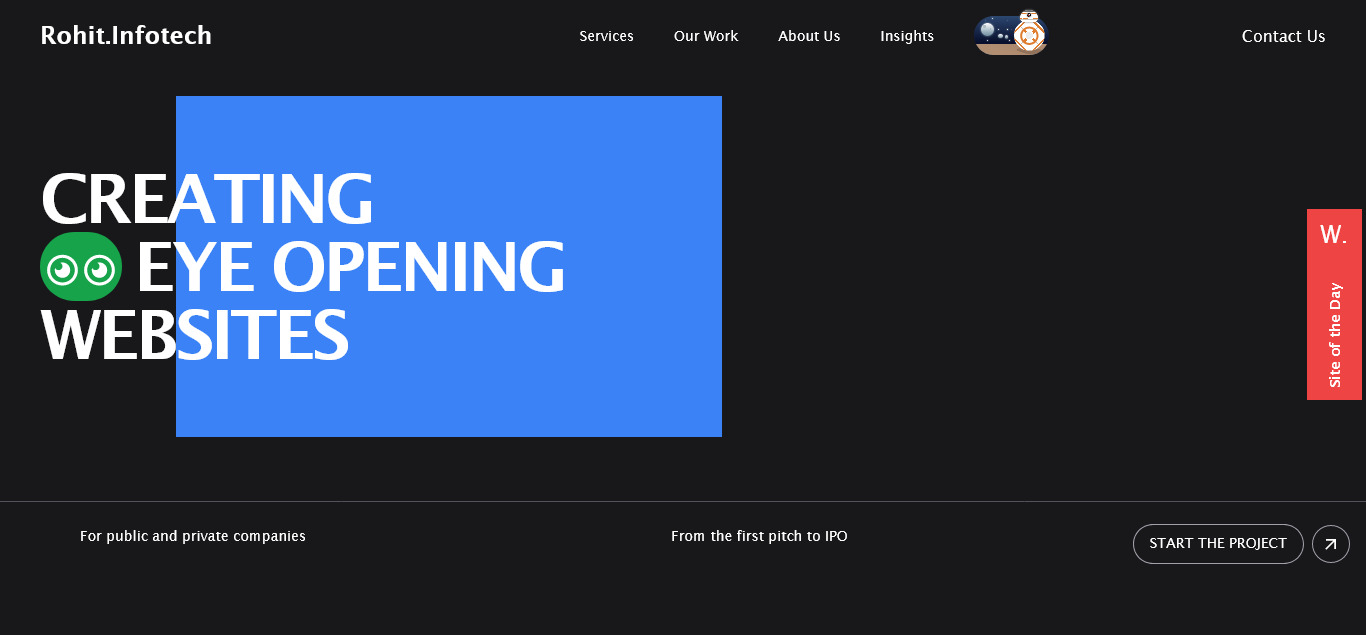 Rohit.Infotech
Services
Our Work
About Us
Insights
Contact Us
CREATING
EYE OPENING
WEBSITES
W.
Site of the Day
For public and private companies
From the first pitch to IPO
START THE PROJECT